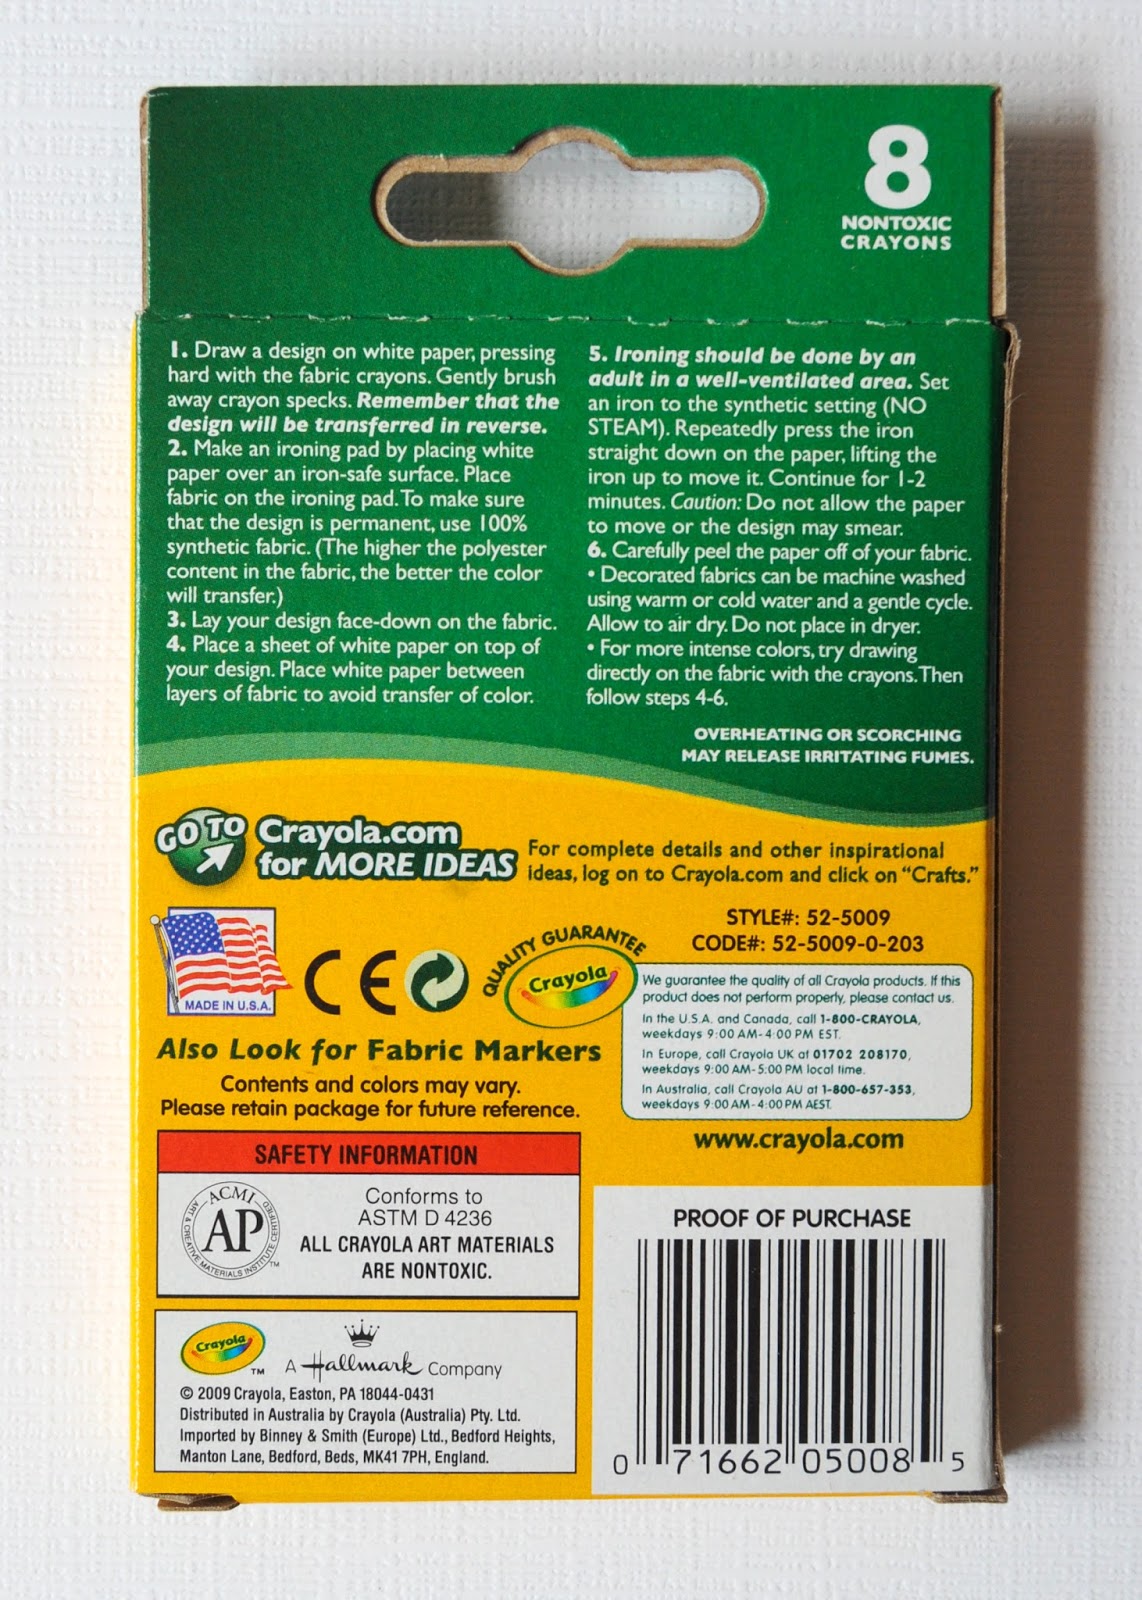 8
NONTOXIC
CRAYONS
1. Draw a design on white paper, pressing
hard with the fabric crayons. Gently brush
away crayon specks. Remember that the
design will be transferred in reverse.
2. Make an ironing pad by placing white
paper over an iron-safe surface. Place
fabric on the ironing pad. To make sure
that the design is permanent, use 100%
synthetic fabric. (The higher the polyester
content in the fabric, the better the color
will transfer.)
3. Lay your design face-down on the fabric.
4. Place a sheet of white paper on top of
your design. Place white paper between
layers of fabric to avoid transfer of color.
5. Ironing should be done by an
adult in a well-ventilated area. Set
an iron to the synthetic setting (NO
STEAM). Repeatedly press the iron
straight down on the paper, lifting the
iron up to move it. Continue for 1-2
minutes. Caution: Do not allow the paper
to move or the design may smear.
6. Carefully peel the paper off of your fabric.
• Decorated fabrics can be machine washed
using warm or cold water and a gentle cycle.
Allow to air dry. Do not place in dryer.
• For more intense colors, try drawing
directly on the fabric with the crayons. Then
follow steps 4-6.
OVERHEATING OR SCORCHING
MAY RELEASE IRRITATING FUMES.
GO TO Crayola.com
for MORE IDEAS
For complete details and other inspirational
ideas, log on to Crayola.com and click on “Crafts.”
MADE IN U.S.A.
CE
QUALITY GUARANTEE
Crayola
STYLE#: 52-5009
CODE#: 52-5009-0-203
We guarantee the quality of all Crayola products. If this
product does not perform properly, please contact us.
In the U.S.A. and Canada, call 1-800-CRAYOLA,
weekdays 9:00 AM-4:00 PM EST.
In Europe, call Crayola UK at 01702 208170,
weekdays 9:00 AM-5:00 PM local time.
In Australia, call Crayola AU at 1-800-657-353,
weekdays 9:00 AM-4:00 PM AEST.
www.crayola.com
Also Look for Fabric Markers
Contents and colors may vary.
Please retain package for future reference.
SAFETY INFORMATION
ACMI
AP
ART & CREATIVE MATERIALS INSTITUTE CERTIFIED
TM
Conforms to
ASTM D 4236
ALL CRAYOLA ART MATERIALS
ARE NONTOXIC.
Crayola TM A Hallmark Company
© 2009 Crayola, Easton, PA 18044-0431
Distributed in Australia by Crayola (Australia) Pty. Ltd.
Imported by Binney & Smith (Europe) Ltd., Bedford Heights,
Manton Lane, Bedford, Beds, MK41 7PH, England.
PROOF OF PURCHASE
0 71662 05008 5